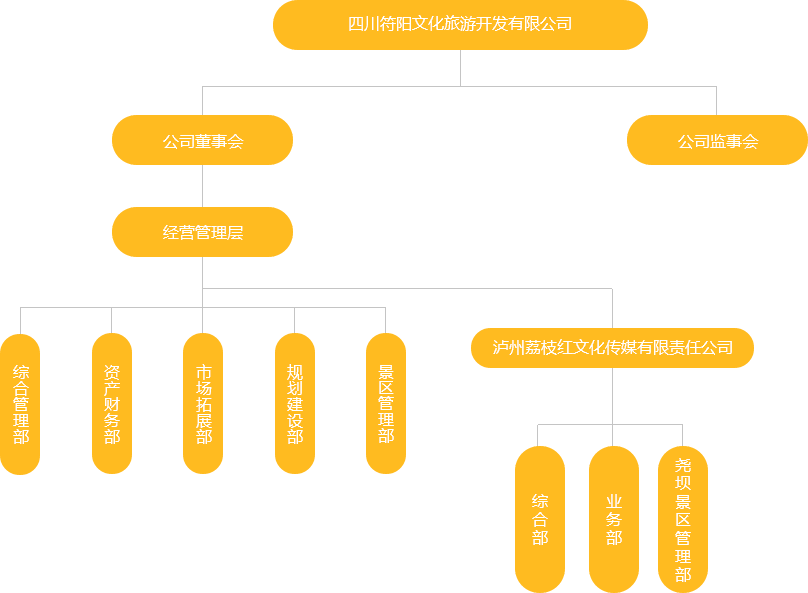 四川符阳文化旅游开发有限公司
公司董事会
公司监事会
经营管理层
泸州荔枝红文化传媒有限责任公司
综合管理部
资产财务部
市场拓展部
规划建设部
景区管理部
综合部
业务部
尧坝景区管理部